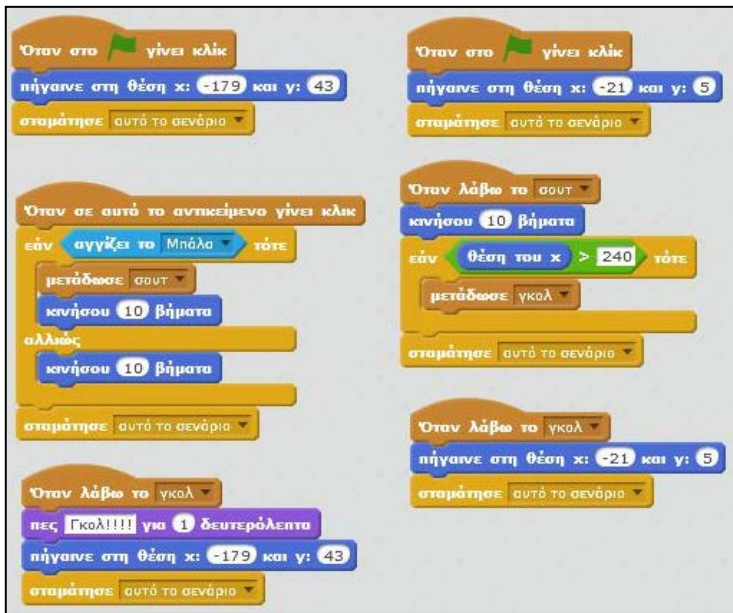 Όταν στο γίνει κλίκ
πήγαινε στη θέση x: -179 και y: 43
σταμάτησε αυτό το σενάριο
Όταν σε αυτό το αντικείμενο γίνει κλικ
εάν αγγίζει το Μπάλα τότε
μετάδωσε σουτ
κινήσου 10 βήματα
αλλιώς
κινήσου 10 βήματα
σταμάτησε αυτό το σενάριο
Όταν λάβω το γκολ
πες Γκολ!!!! για 1 δευτερόλεπτα
πήγαινε στη θέση x: -179 και y: 43
σταμάτησε αυτό το σενάριο
Όταν στο γίνει κλίκ
πήγαινε στη θέση x: -21 και y: 5
σταμάτησε αυτό το σενάριο
Όταν λάβω το σουτ
κινήσου 10 βήματα
εάν θέση του x > 240 τότε
μετάδωσε γκολ
σταμάτησε αυτό το σενάριο
Όταν λάβω το γκολ
πήγαινε στη θέση x: -21 και y: 5
σταμάτησε αυτό το σενάριο